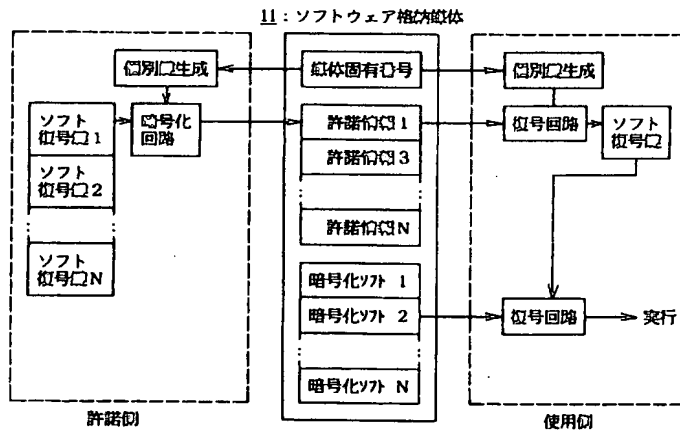 11：ソフトウェア格納媒体
個別鍵生成
媒体固有番号
個別鍵生成
ソフト
復号鍵1
暗号化
回路
許諾情報1
復号回路
ソフト
復号鍵2
ソフト
復号鍵2
許諾情報3
許諾情報N
ソフト
復号鍵N
暗号化ソフト 1
暗号化ソフト 2
復号回路
実行
暗号化ソフト N
許諾側
使用側